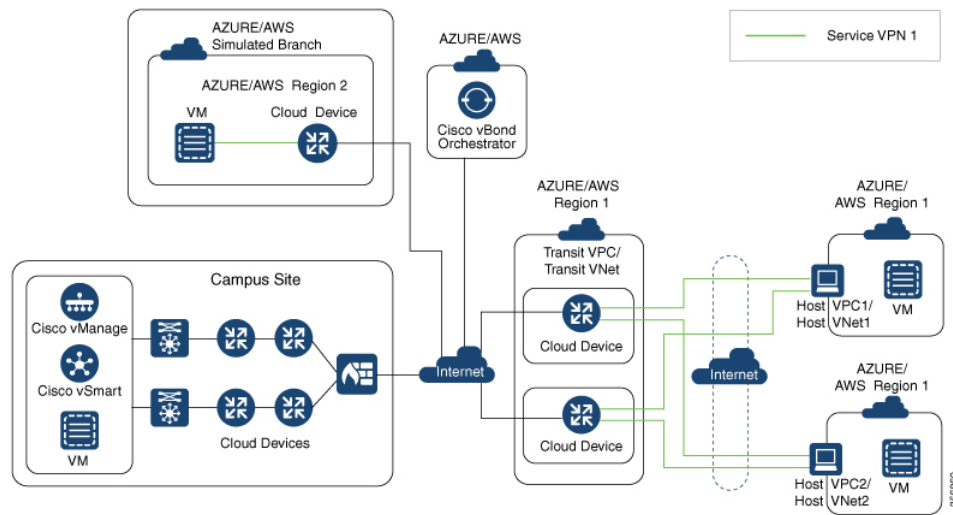 AZURE/AWS
Simulated Branch
AZURE/AWS Region 2
VM
Cloud Device
AZURE/AWS
Cisco vBond
Orchestrator
Service VPN 1
AZURE/AWS
Region 1
Transit VPC/
Transit VNet
Cloud Device
Cloud Device
AZURE/
AWS Region 1
Host VPC1/
Host VNet1
VM
AZURE/
AWS Region 1
Host VPC2/
Host VNet2
VM
Campus Site
Cisco vManage
Cisco vSmart
VM
Cloud Devices
Internet
Internet